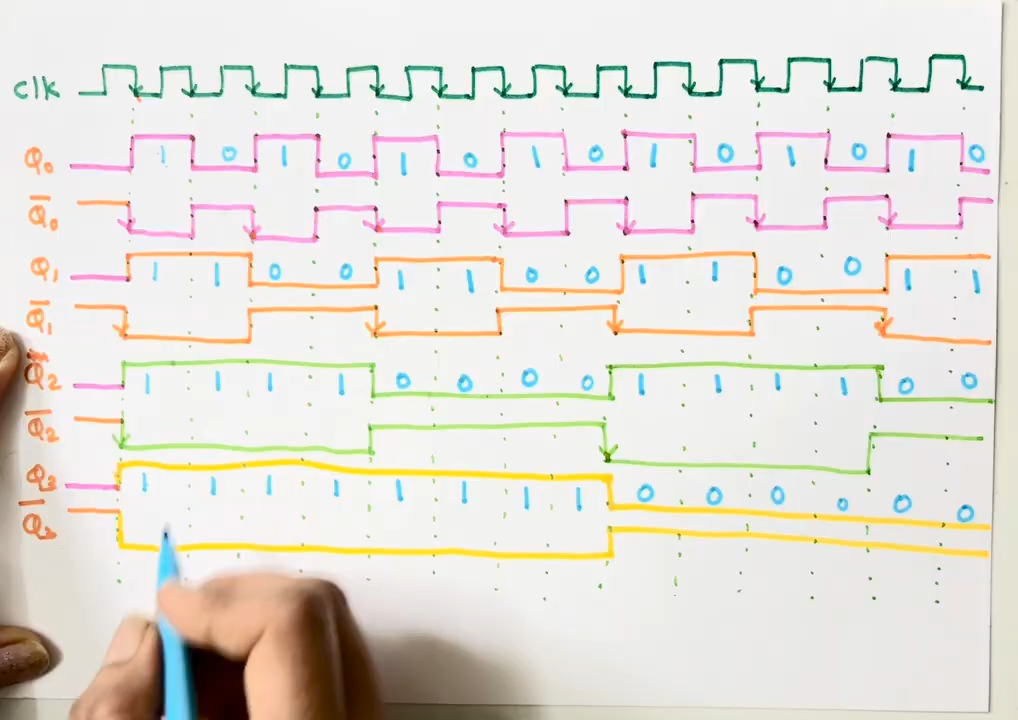 clk
Q0 1 0 1 0 1 0 1 0 1 0 1 0 1 0
Q̅0
Q1 1 1 0 0 1 1 0 0 1 1 0 0 1 1
Q̅1
Q2 1 1 1 1 0 0 0 0 1 1 1 1 0 0
Q̅2
Q3 1 1 1 1 1 1 1 1 0 0 0 0 0 0
Q̅3